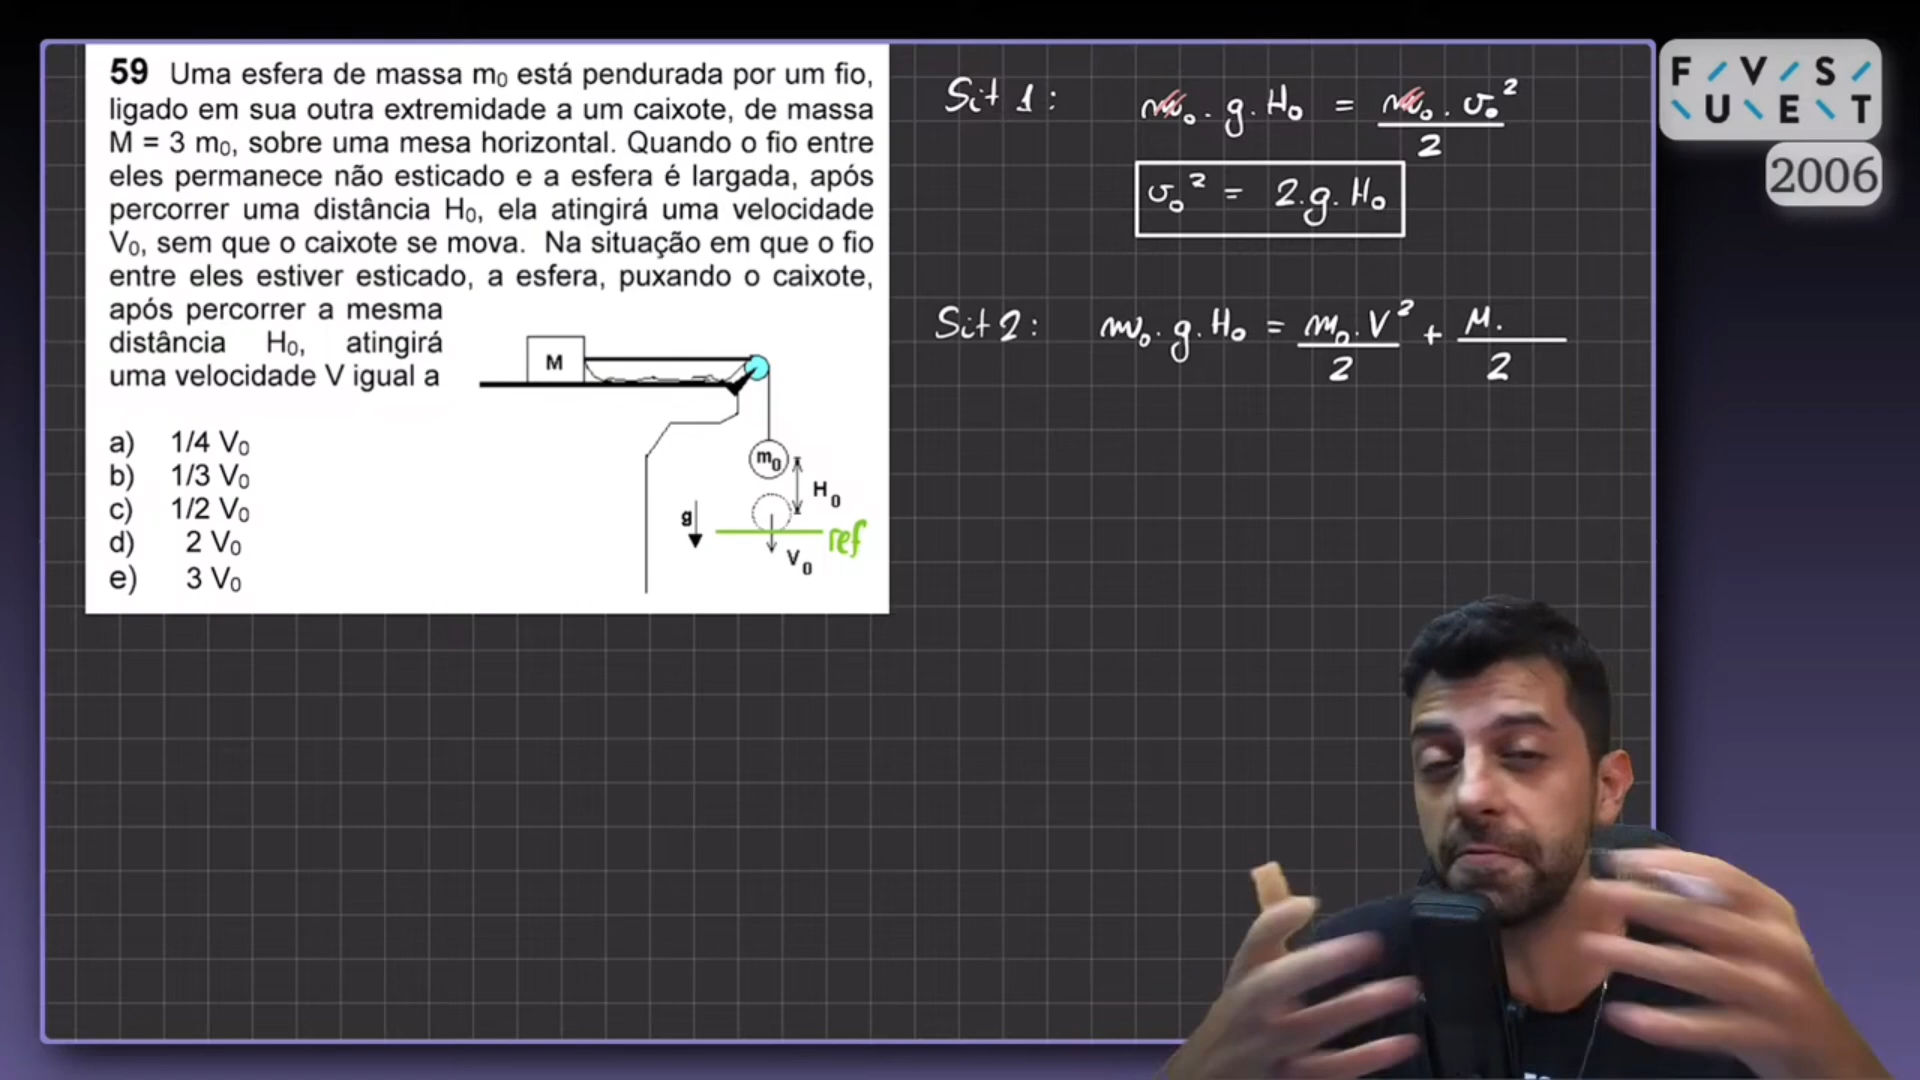 59 Uma esfera de massa m0 está pendurada por um fio,
ligado em sua outra extremidade a um caixote, de massa
M = 3 m0, sobre uma mesa horizontal. Quando o fio entre
eles permanece não esticado e a esfera é largada, após
percorrer uma distância H0, ela atingirá uma velocidade
V0, sem que o caixote se mova. Na situação em que o fio
entre eles estiver esticado, a esfera, puxando o caixote,
após percorrer a mesma
distância H0, atingirá
uma velocidade V igual a
a) 1/4 V0
b) 1/3 V0
c) 1/2 V0
d) 2 V0
e) 3 V0
M
m0
H0
g
ref
V0
Sit 1: m0 . g . H0 = m0 . v0² / 2
v0² = 2.g.H0
Sit 2: m0 . g . H0 = m0 . V² / 2 + M. / 2
FUVEST
2006